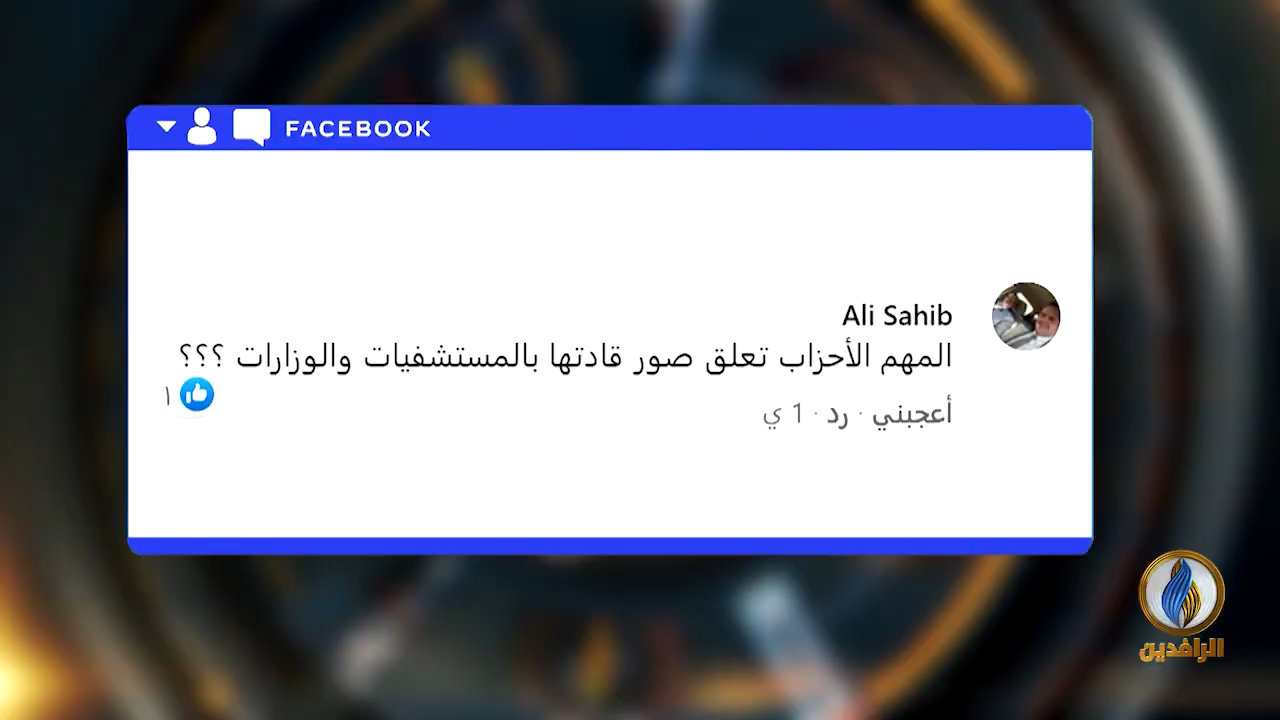 FACEBOOK
Ali Sahib
المهم الأحزاب تعلق صور قادتها بالمستشفيات والوزارات ؟؟؟
١
أعجبني · رد · 1 ي
الرافدين